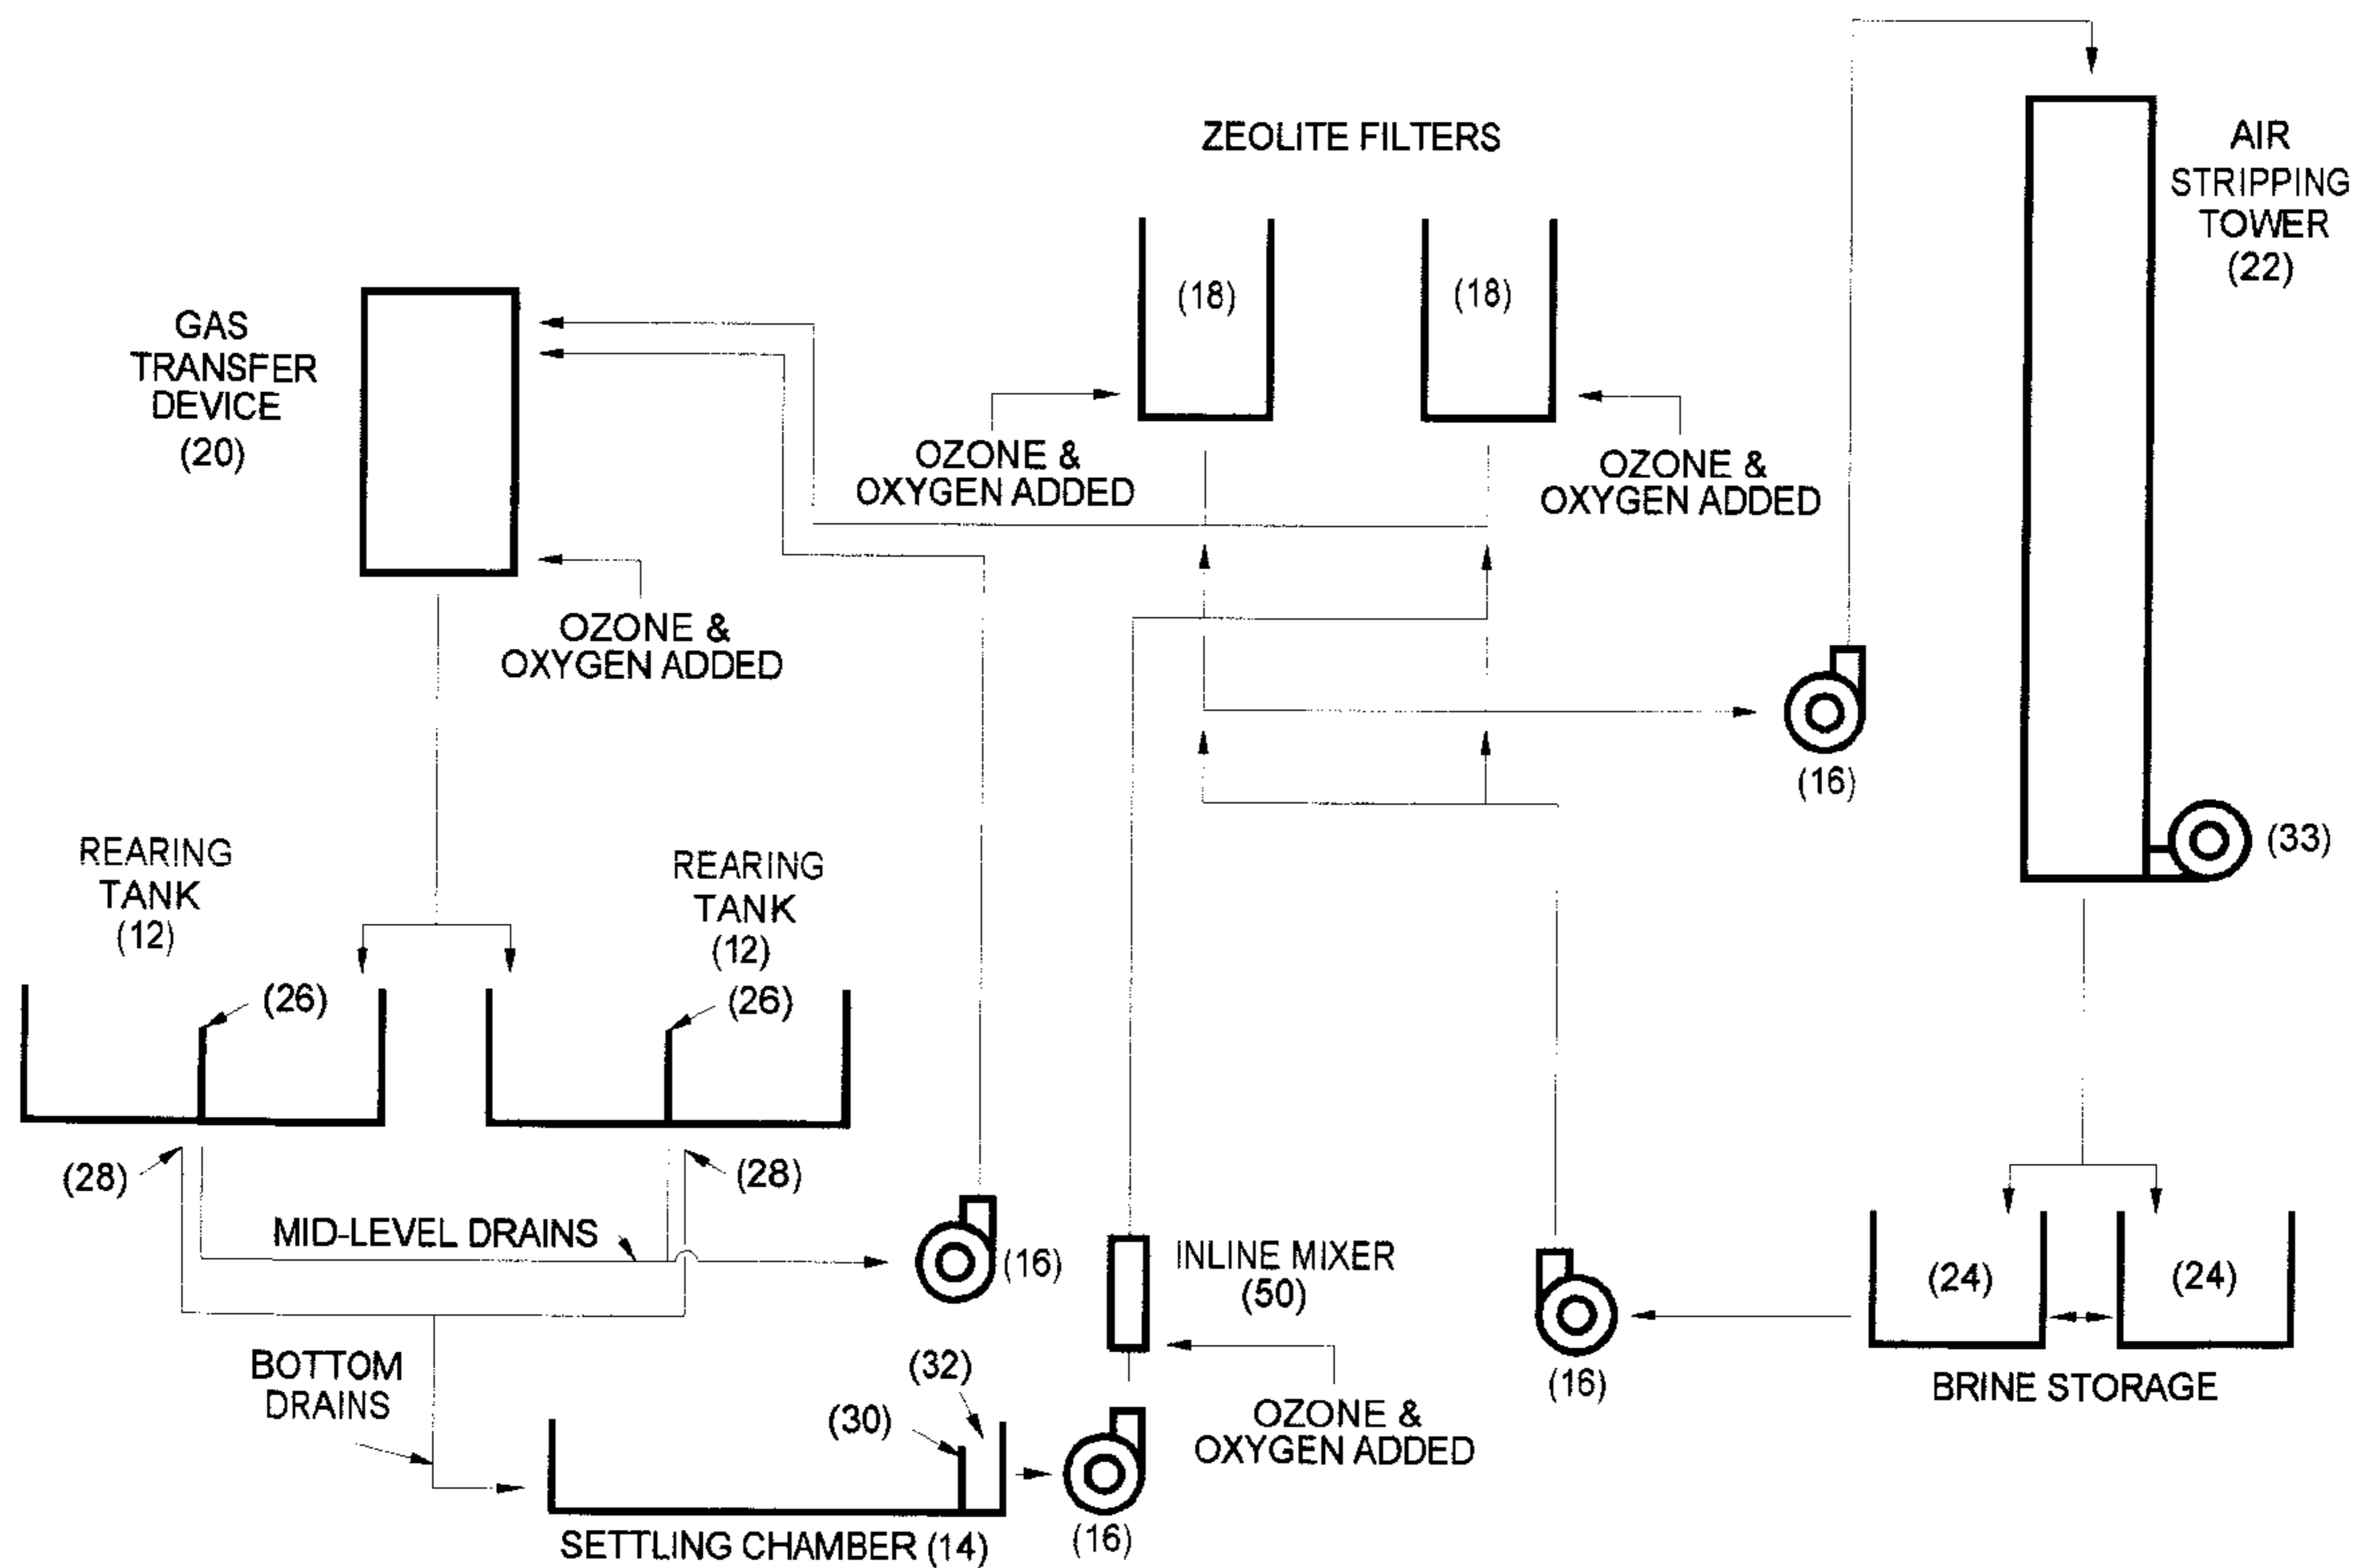 ZEOLITE FILTERS
(18)
(18)
AIR
STRIPPING
TOWER
(22)
GAS
TRANSFER
DEVICE
(20)
OZONE &
OXYGEN ADDED
OZONE &
OXYGEN ADDED
OZONE &
OXYGEN ADDED
(16)
(33)
REARING
TANK
(12)
REARING
TANK
(12)
(26)
(26)
(28)
(28)
MID-LEVEL DRAINS
(16)
INLINE MIXER
(50)
(24)
(24)
BRINE STORAGE
(16)
BOTTOM
DRAINS
(32)
(30)
OZONE &
OXYGEN ADDED
SETTLING CHAMBER (14)
(16)